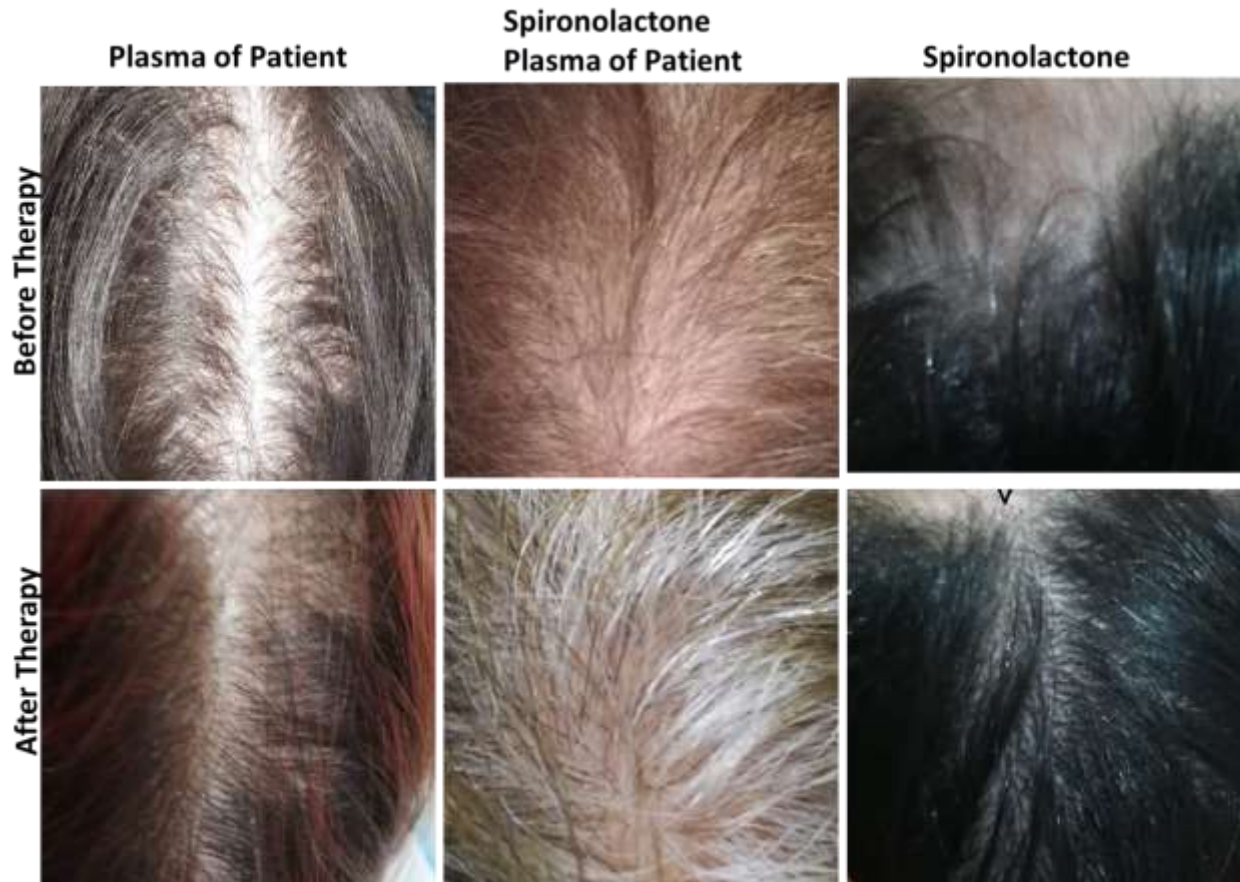 Plasma of Patient
Spironolactone
Plasma of Patient
Spironolactone
Before Therapy
After Therapy
v